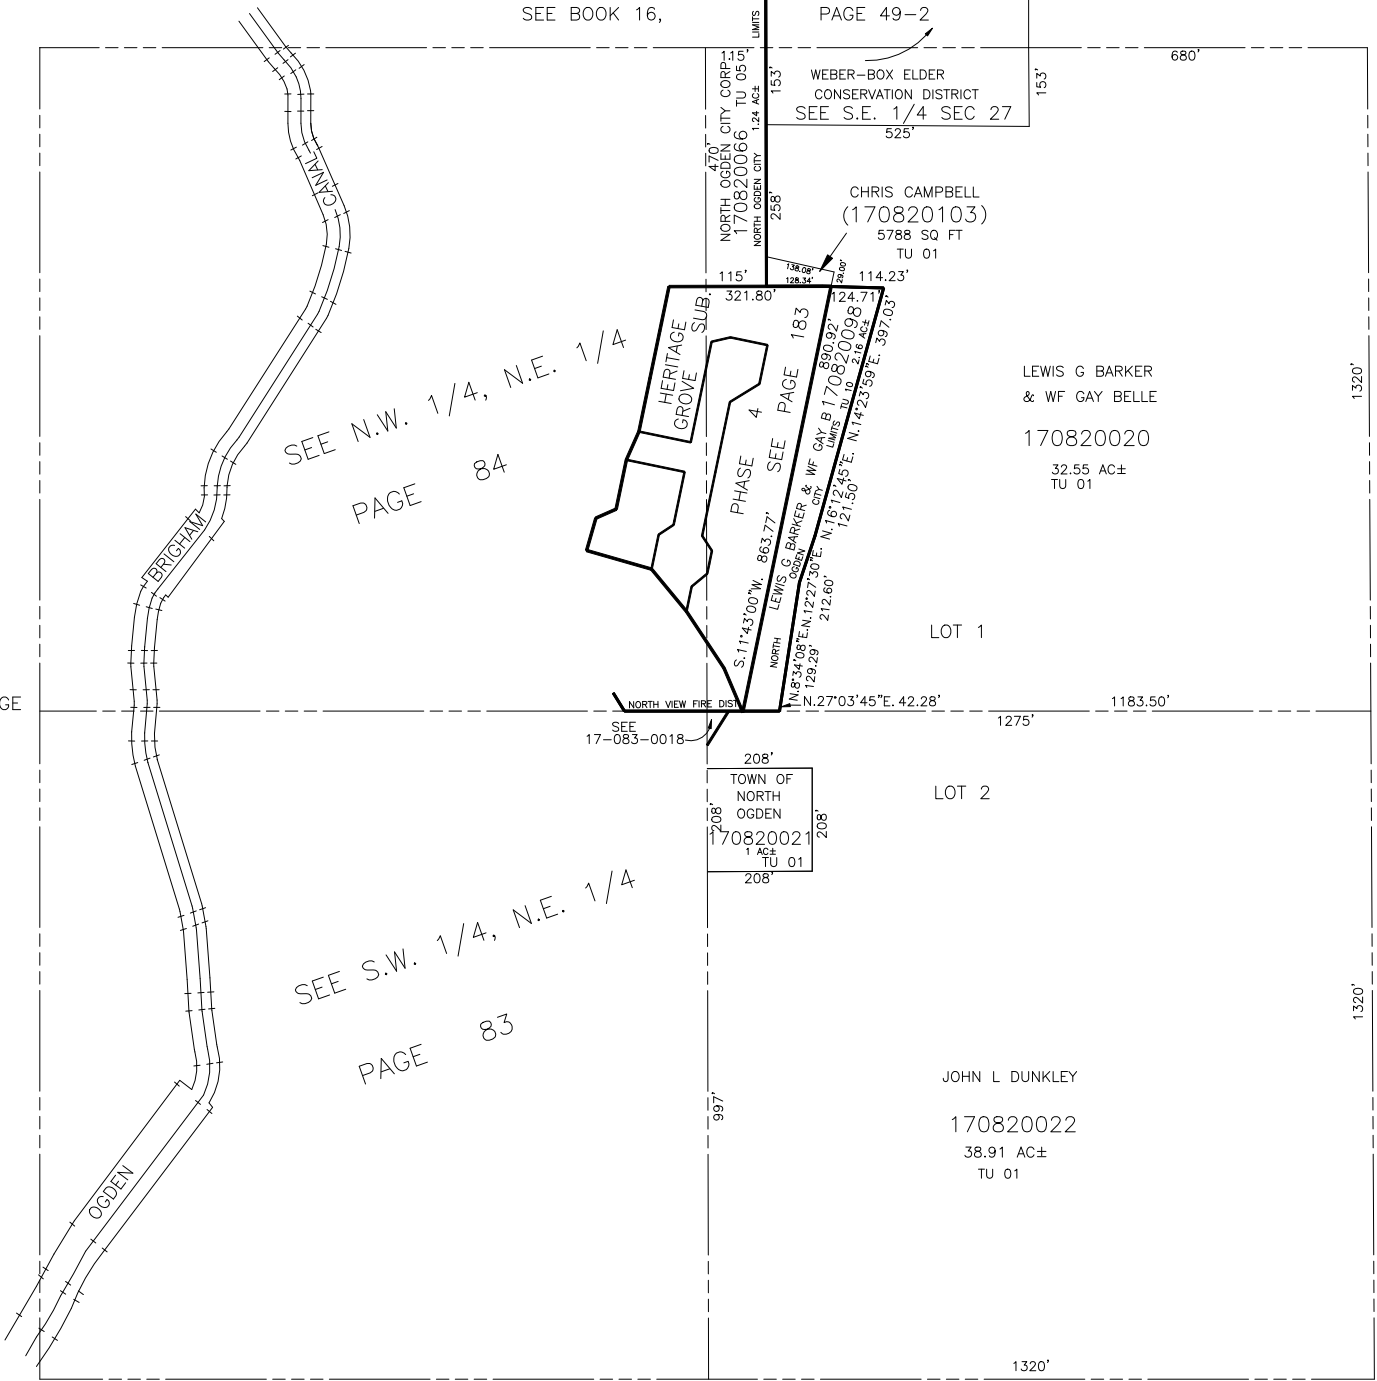 SEE BOOK 16,
PAGE 49-2
115'
680'
WEBER-BOX ELDER
CONSERVATION DISTRICT
SEE S.E. 1/4 SEC 27
525'
153'
153'
LIMITS
NORTH OGDEN CITY
NORTH OGDEN CITY CORP.
170820066
TU 05
1.24 AC±
470'
258'
CANAL
CHRIS CAMPBELL
(170820103)
5788 SQ FT
TU 01
138.08'
128.34'
29.00'
114.23'
115'
321.80'
124.71'
HERITAGE
GROVE SUB.
PHASE 4
SEE PAGE 183
890.92'
LEWIS G BARKER & WF GAY B
170820098
TU 10
2.16 AC±
NORTH OGDEN CITY LIMITS
N.14°23'59"E. 397.03'
N.16°12'45"E.
121.50'
N.12°27'30"E.
212.60'
N.8°34'08"E.
129.29'
S.11°43'00"W. 863.77'
SEE N.W. 1/4, N.E. 1/4
PAGE 84
LEWIS G BARKER
& WF GAY BELLE
170820020
32.55 AC±
TU 01
1320'
BRIGHAM
LOT 1
GE
NORTH VIEW FIRE DIST
N.27°03'45"E. 42.28'
1183.50'
1275'
SEE
17-083-0018
208'
TOWN OF
NORTH
OGDEN
170820021
1 AC±
TU 01
208'
208'
208'
LOT 2
SEE S.W. 1/4, N.E. 1/4
PAGE 83
1320'
997'
JOHN L DUNKLEY
170820022
38.91 AC±
TU 01
OGDEN
1320'